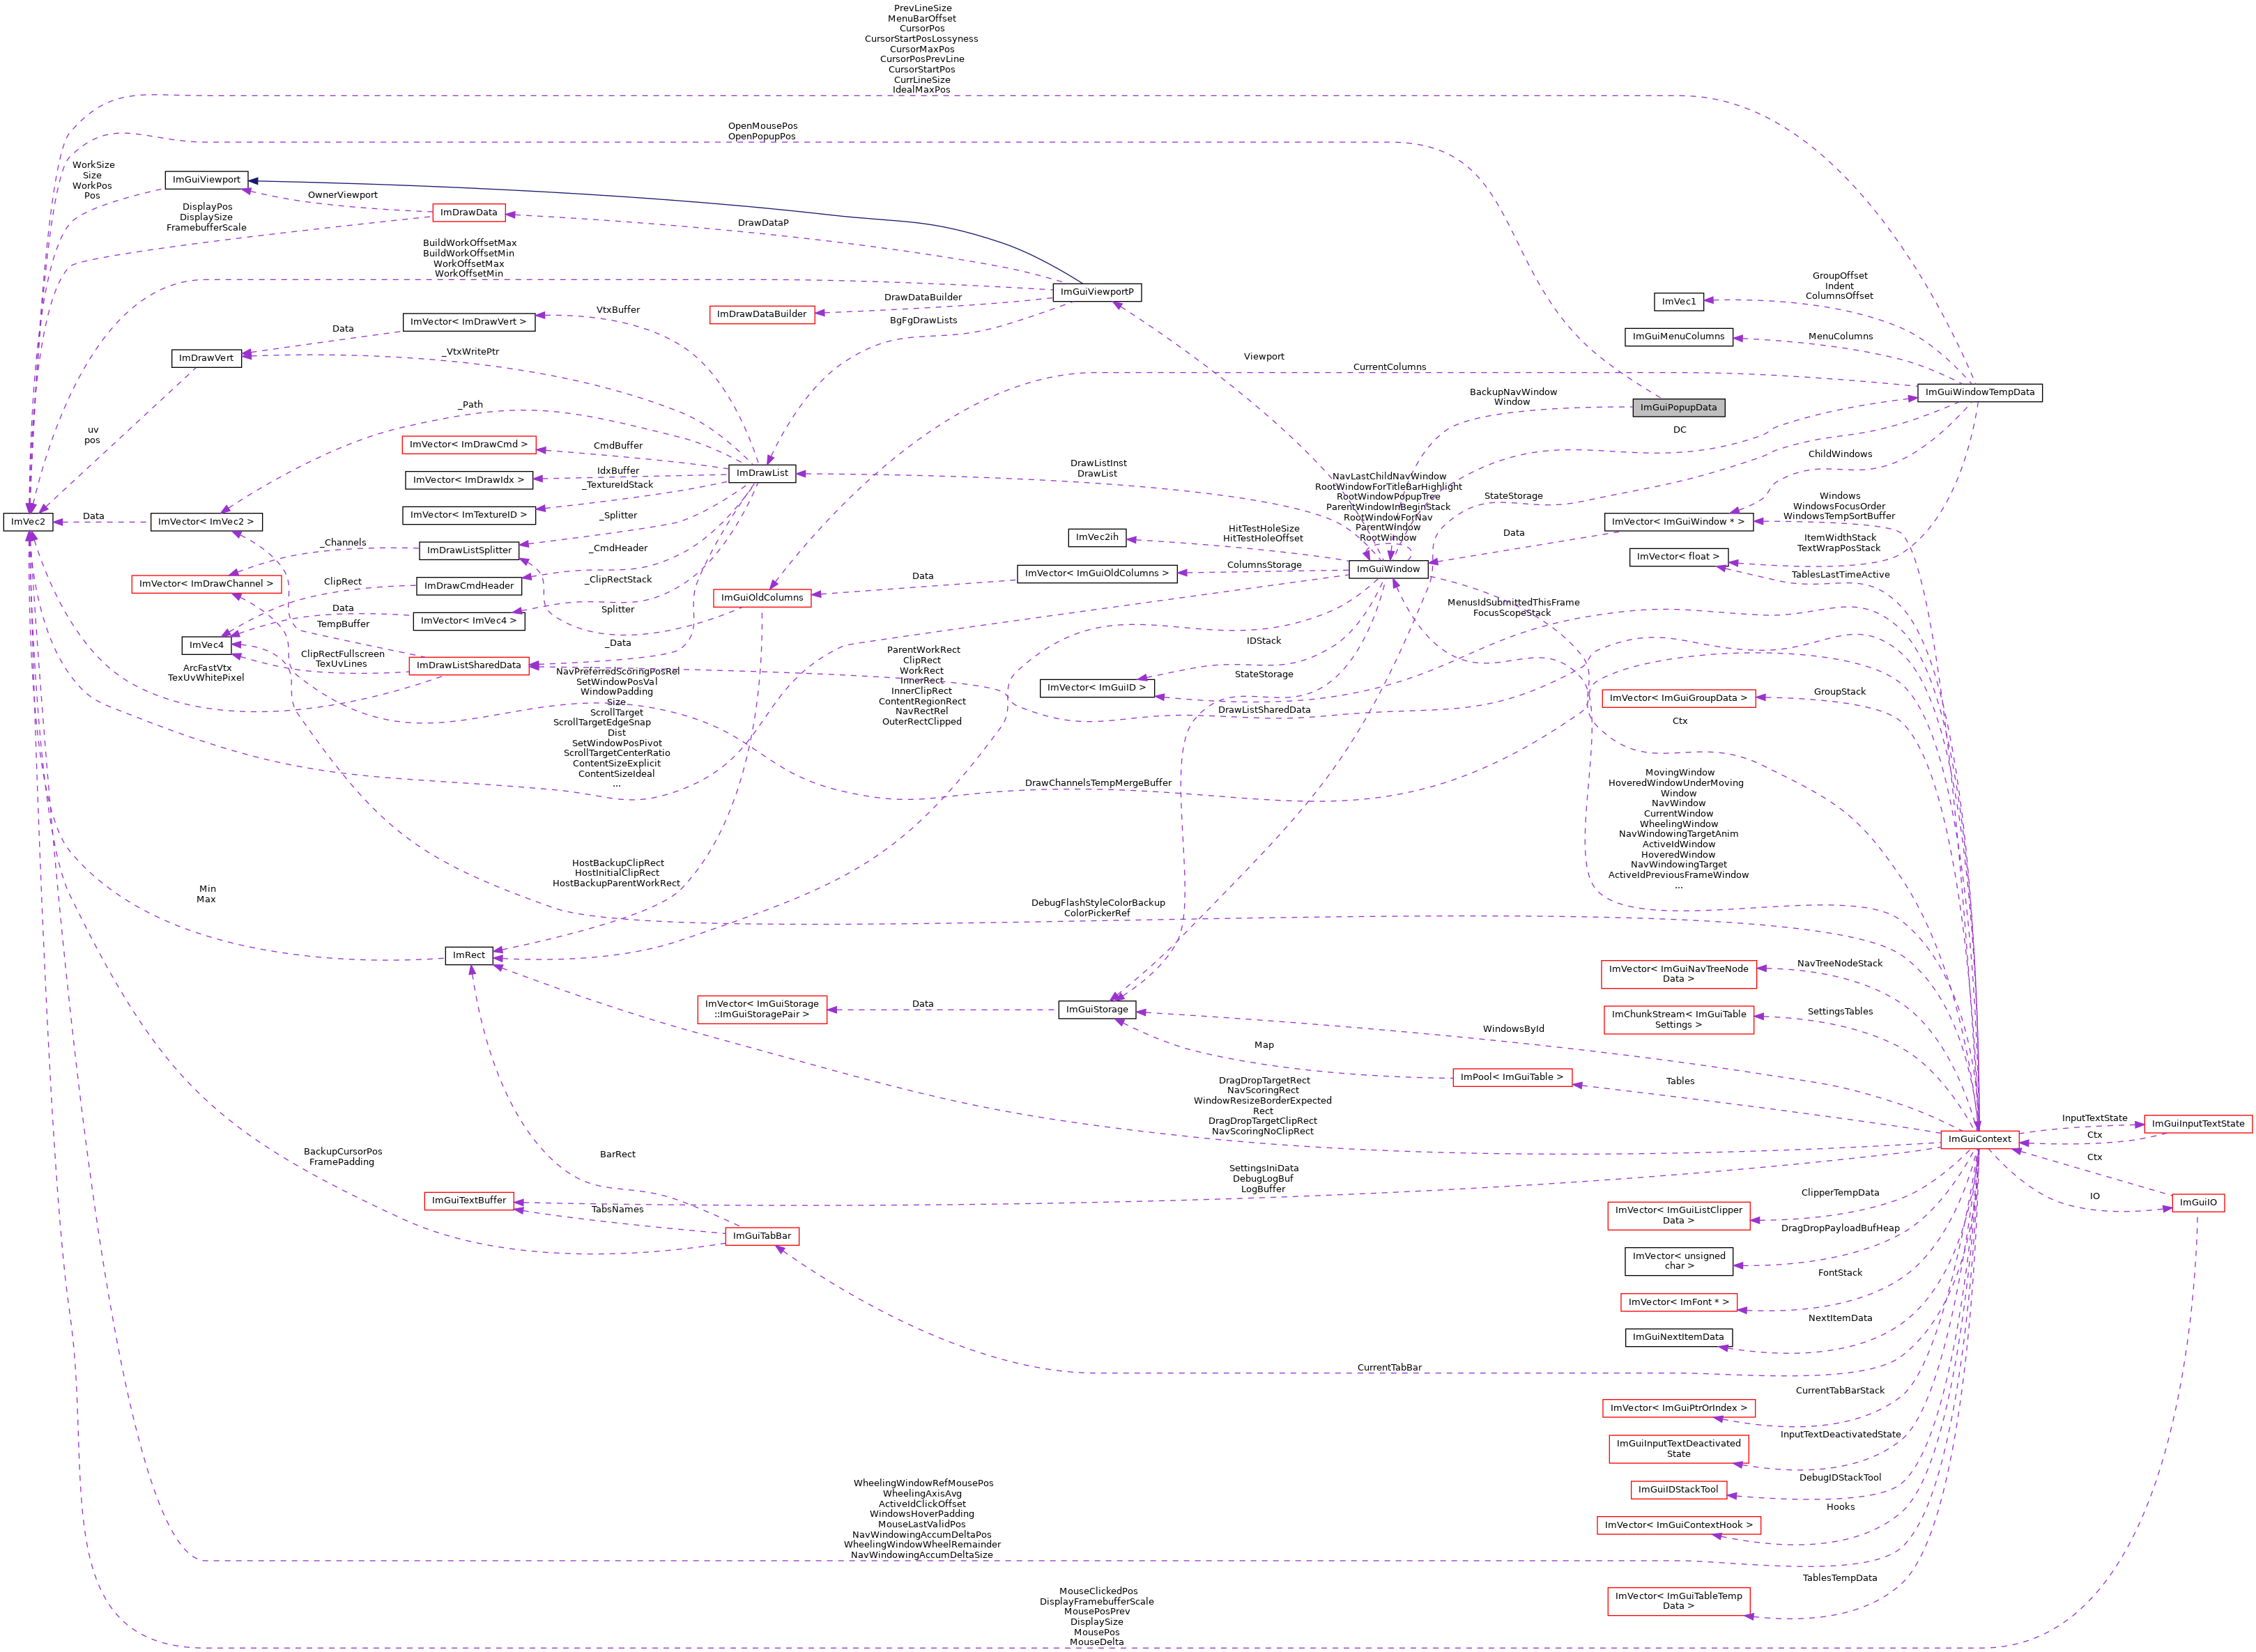 PrevLineSize
MenuBarOffset
CursorPos
CursorStartPosLossyness
CursorMaxPos
CursorPosPrevLine
CursorStartPos
CurrLineSize
IdealMaxPos
OpenMousePos
OpenPopupPos
WorkSize
Size
WorkPos
Pos
ImGuiViewport
OwnerViewport
DisplayPos
DisplaySize
FramebufferScale
ImDrawData
DrawDataP
BuildWorkOffsetMax
BuildWorkOffsetMin
WorkOffsetMax
WorkOffsetMin
ImGuiViewportP
DrawDataBuilder
ImDrawDataBuilder
BgFgDrawLists
GroupOffset
Indent
ColumnsOffset
ImVec1
ImGuiMenuColumns
MenuColumns
VtxBuffer
ImVector< ImDrawVert >
Data
ImDrawVert
_VtxWritePtr
Viewport
CurrentColumns
ImGuiWindowTempData
BackupNavWindow
Window
ImGuiPopupData
_Path
uv
pos
DC
ImVector< ImDrawCmd >
CmdBuffer
ImDrawList
DrawListInst
DrawList
ChildWindows
ImVector< ImDrawIdx >
IdxBuffer
_TextureIdStack
ImVector< ImTextureID >
NavLastChildNavWindow
RootWindowForTitleBarHighlight
RootWindowPopupTree
ParentWindowInBeginStack
RootWindowForNav
ParentWindow
RootWindow
StateStorage
Windows
WindowsFocusOrder
WindowsTempSortBuffer
ImVec2
Data
ImVector< ImVec2 >
_Splitter
HitTestHoleSize
HitTestHoleOffset
ImVec2ih
Data
ImVector< ImGuiWindow * >
ItemWidthStack
TextWrapPosStack
ImVector< float >
_Channels
ImDrawListSplitter
_CmdHeader
ImGuiWindow
ColumnsStorage
ImVector< ImGuiOldColumns >
Data
TablesLastTimeActive
ImVector< ImDrawChannel >
ClipRect
ImDrawCmdHeader
_ClipRectStack
ImGuiOldColumns
MenusIdSubmittedThisFrame
FocusScopeStack
Data
TempBuffer
ImVector< ImVec4 >
Splitter
ImVec4
_Data
IDStack
ClipRectFullscreen
TexUvLines
ImDrawListSharedData
ArcFastVtx
TexUvWhitePixel
ParentWorkRect
ClipRect
WorkRect
InnerRect
InnerClipRect
ContentRegionRect
NavRectRel
OuterRectClipped
NavPreferredScoringPosRel
SetWindowPosVal
WindowPadding
Size
ScrollTarget
ScrollTargetEdgeSnap
Dist
SetWindowPosPivot
ScrollTargetCenterRatio
ContentSizeExplicit
ContentSizeIdeal
...
StateStorage
ImVector< ImGuiID >
DrawListSharedData
ImVector< ImGuiGroupData >
GroupStack
Ctx
DrawChannelsTempMergeBuffer
MovingWindow
HoveredWindowUnderMoving
Window
NavWindow
CurrentWindow
WheelingWindow
NavWindowingTargetAnim
ActiveIdWindow
HoveredWindow
NavWindowingTarget
ActiveIdPreviousFrameWindow
...
HostBackupClipRect
HostInitialClipRect
HostBackupParentWorkRect
Min
Max
DebugFlashStyleColorBackup
ColorPickerRef
ImRect
ImVector< ImGuiNavTreeNode
Data >
NavTreeNodeStack
ImVector< ImGuiStorage
::ImGuiStoragePair >
Data
ImGuiStorage
ImChunkStream< ImGuiTable
Settings >
SettingsTables
WindowsById
Map
ImPool< ImGuiTable >
Tables
DragDropTargetRect
NavScoringRect
WindowResizeBorderExpected
Rect
DragDropTargetClipRect
NavScoringNoClipRect
InputTextState
ImGuiInputTextState
ImGuiContext
Ctx
Ctx
BackupCursorPos
FramePadding
BarRect
SettingsIniData
DebugLogBuf
LogBuffer
ClipperTempData
IO
ImGuiIO
ImGuiTextBuffer
TabsNames
ImVector< ImGuiListClipper
Data >
DragDropPayloadBufHeap
ImGuiTabBar
ImVector< unsigned
char >
FontStack
ImVector< ImFont * >
NextItemData
ImGuiNextItemData
CurrentTabBar
CurrentTabBarStack
ImVector< ImGuiPtrOrIndex >
InputTextDeactivatedState
ImGuiInputTextDeactivated
State
DebugIDStackTool
ImGuiIDStackTool
Hooks
ImVector< ImGuiContextHook >
WheelingWindowRefMousePos
WheelingAxisAvg
ActiveIdClickOffset
WindowsHoverPadding
MouseLastValidPos
NavWindowingAccumDeltaPos
WheelingWindowWheelRemainder
NavWindowingAccumDeltaSize
TablesTempData
ImVector< ImGuiTableTemp
Data >
MouseClickedPos
DisplayFramebufferScale
MousePosPrev
DisplaySize
MousePos
MouseDelta